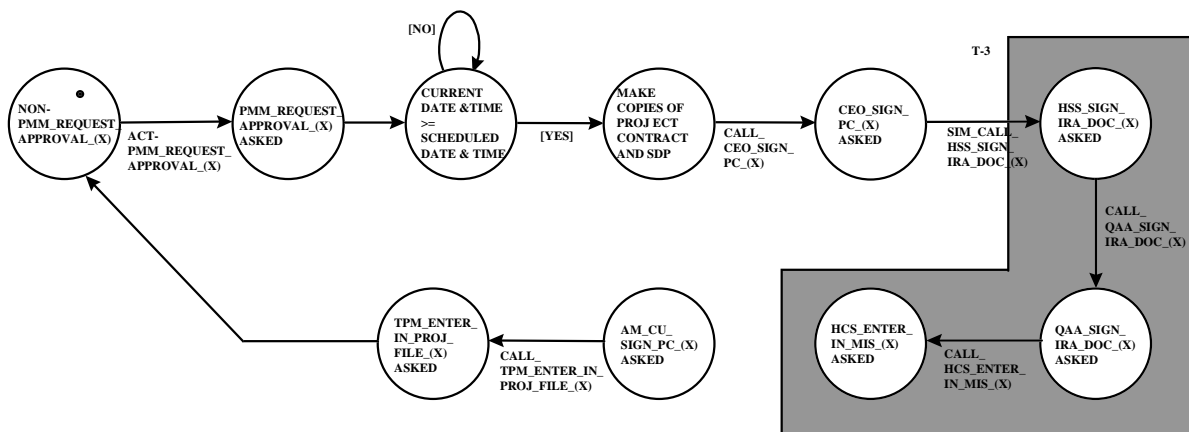 [NO]
T-3
NON-
PMM_REQUEST_
APPROVAL_(X)
ACT-
PMM_REQUEST_
APPROVAL_(X)
PMM_REQUEST_
APPROVAL_(X)
ASKED
CURRENT
DATE &TIME
>=
SCHEDULED
DATE & TIME
[YES]
MAKE
COPIES OF
PROJ ECT
CONTRACT
AND SDP
CALL_
CEO_SIGN_
PC_(X)
CEO_SIGN_
PC_(X)
ASKED
SIM_CALL_
HSS_SIGN_
IRA_DOC_(X)
HSS_SIGN_
IRA_DOC_(X)
ASKED
CALL_
QAA_SIGN_
IRA_DOC_(X)
QAA_SIGN_
IRA_DOC_(X)
ASKED
CALL_
HCS_ENTER_
IN_MIS_(X)
HCS_ENTER_
IN_MIS_(X)
ASKED
AM_CU_
SIGN_PC_(X)
ASKED
CALL_
TPM_ENTER_IN_
PROJ_FILE_(X)
TPM_ENTER_
IN_PROJ_
FILE_(X)
ASKED